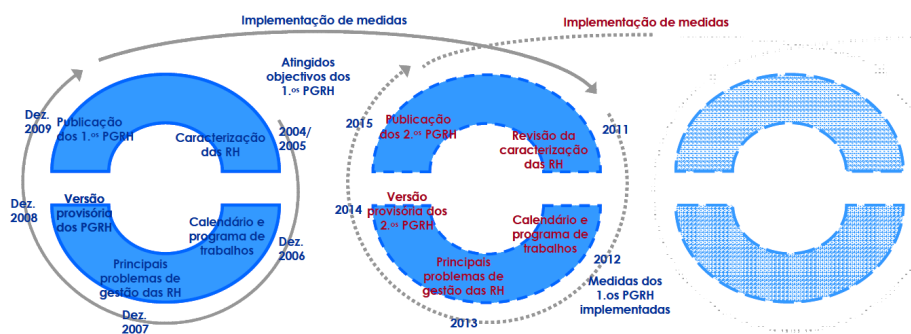 Implementação de medidas
Implementação de medidas
Atingidos
objectivos dos
1.ºs PGRH
Dez.
2009
Publicação
dos 1.ºs PGRH
Caracterização
das RH
2004/
2005
Versão
provisória
dos PGRH
Dez.
2008
Calendário e
programa de
trabalhos
Dez.
2006
Principais
problemas de
gestão das RH
Dez.
2007
2015
Publicação
dos 2.ºs PGRH
Revisão da
caracterização
das RH
2011
Versão
provisória dos
2.ºs PGRH
2014
Calendário e
programa de
trabalhos
2012
Principais
problemas de
gestão das RH
2013
Medidas dos
1.os PGRH
implementadas